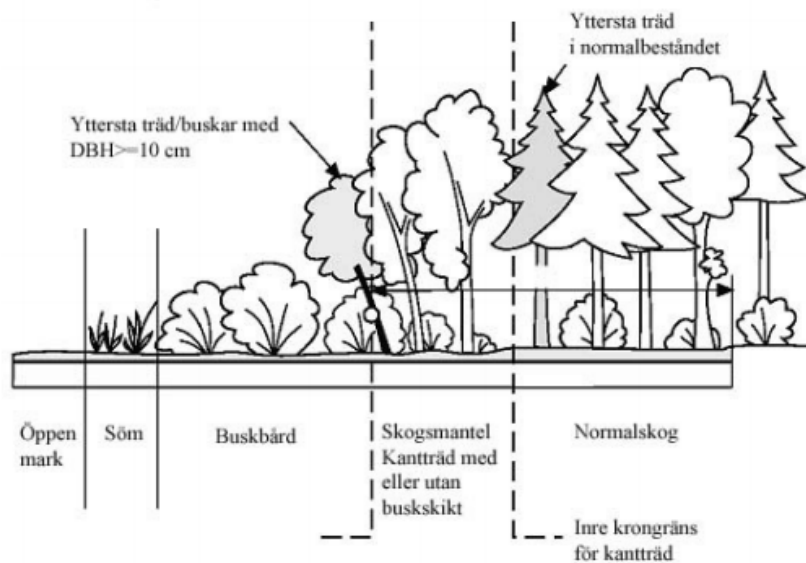 Yttersta träd
i normalbeståndet
Yttersta träd/buskar med
DBH>=10 cm
Öppen
mark
Söm
Buskbård
Skogsmantel
Kantträd med
eller utan
buskskikt
Normalskog
Inre krongräns
för kantträd